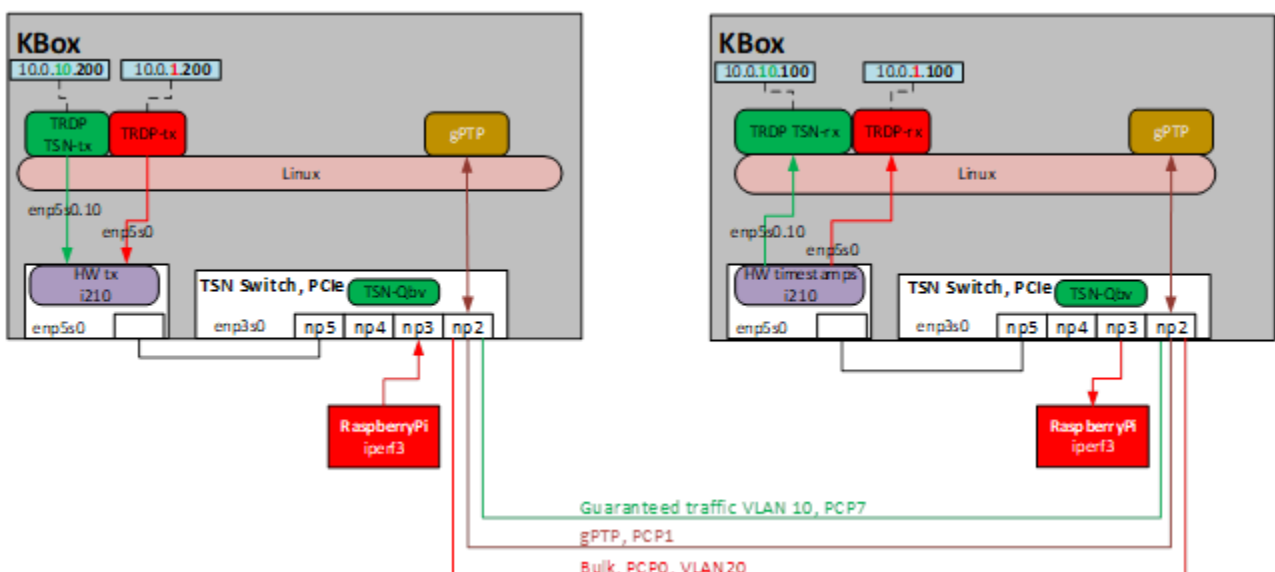 KBox
10.0.10.200 10.0.1.200
TRDP
TSN-tx
TRDP-tx
gPTP
Linux
enp5s0.10
enp5s0
HW tx
i210
enp5s0
TSN Switch, PCIe
TSN-Qbv
enp3s0 np5 np4 np3 np2
RaspberryPi
iperf3
KBox
10.0.10.100 10.0.1.100
TRDP TSN-rx
TRDP-rx
gPTP
Linux
enp5s0.10
enp5s0
HW timestamps
i210
enp5s0
TSN Switch, PCIe
TSN-Qbv
enp3s0 np5 np4 np3 np2
RaspberryPi
iperf3
Guaranteed traffic VLAN 10, PCP7
gPTP, PCP1
Bulk, PCP0, VLAN20